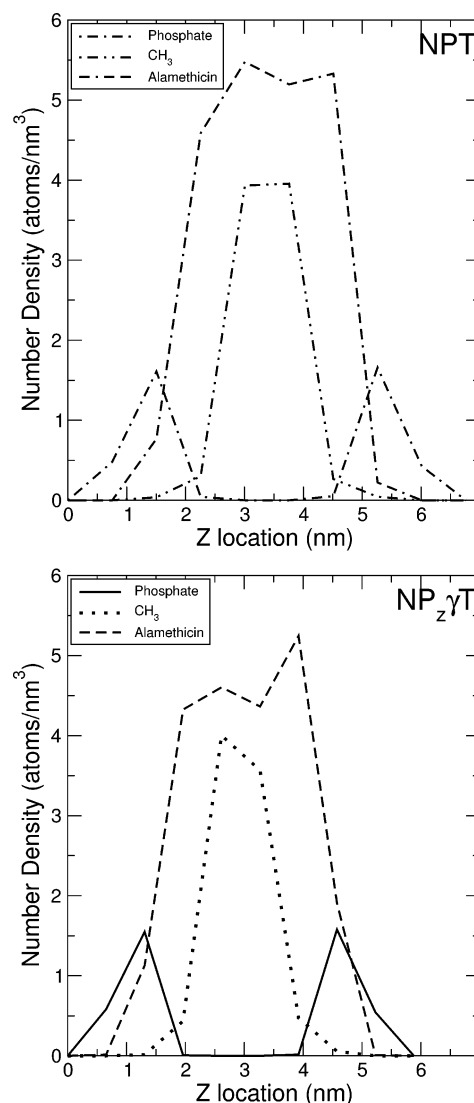 NPT
Phosphate
CH₃
Alamethicin
6
5
4
3
2
1
0
Number Density (atoms/nm³)
0 1 2 3 4 5 6
Z location (nm)
NP_zγT
Phosphate
CH₃
Alamethicin
6
5
4
3
2
1
0
Number Density (atoms/nm³)
0 1 2 3 4 5 6
Z location (nm)